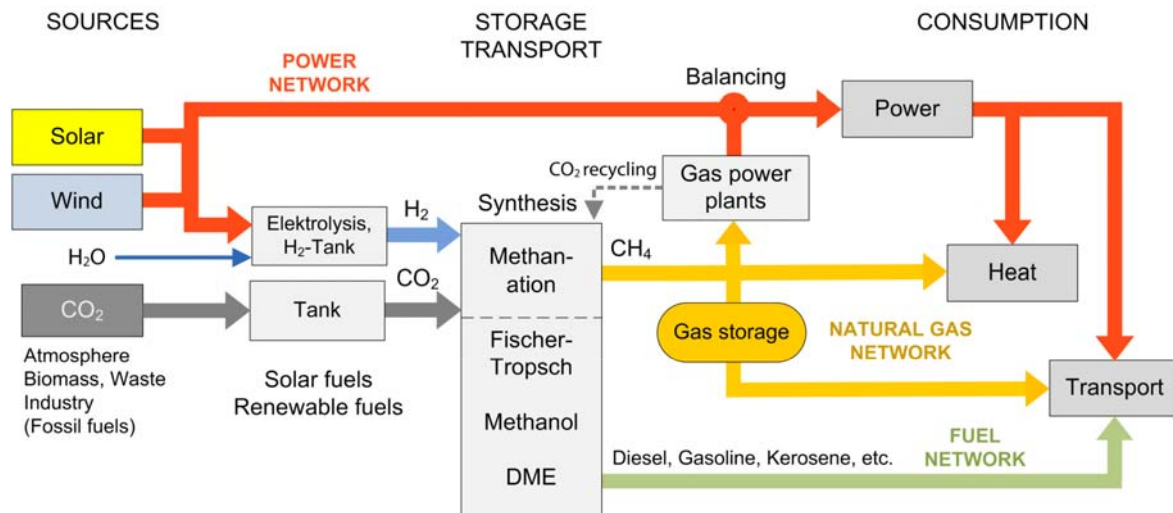 SOURCES
STORAGE
TRANSPORT
CONSUMPTION
POWER
NETWORK
Balancing
Solar
Power
Wind
CO₂ recycling
Gas power
plants
Synthesis
Elektrolysis,
H₂-Tank
H₂
H₂O
Methan-
ation
CH₄
Heat
CO₂
Tank
CO₂
Gas storage
NATURAL GAS
NETWORK
Atmosphere
Biomass, Waste
Industry
(Fossil fuels)
Solar fuels
Renewable fuels
Fischer-
Tropsch
Transport
Methanol
DME
Diesel, Gasoline, Kerosene, etc.
FUEL
NETWORK